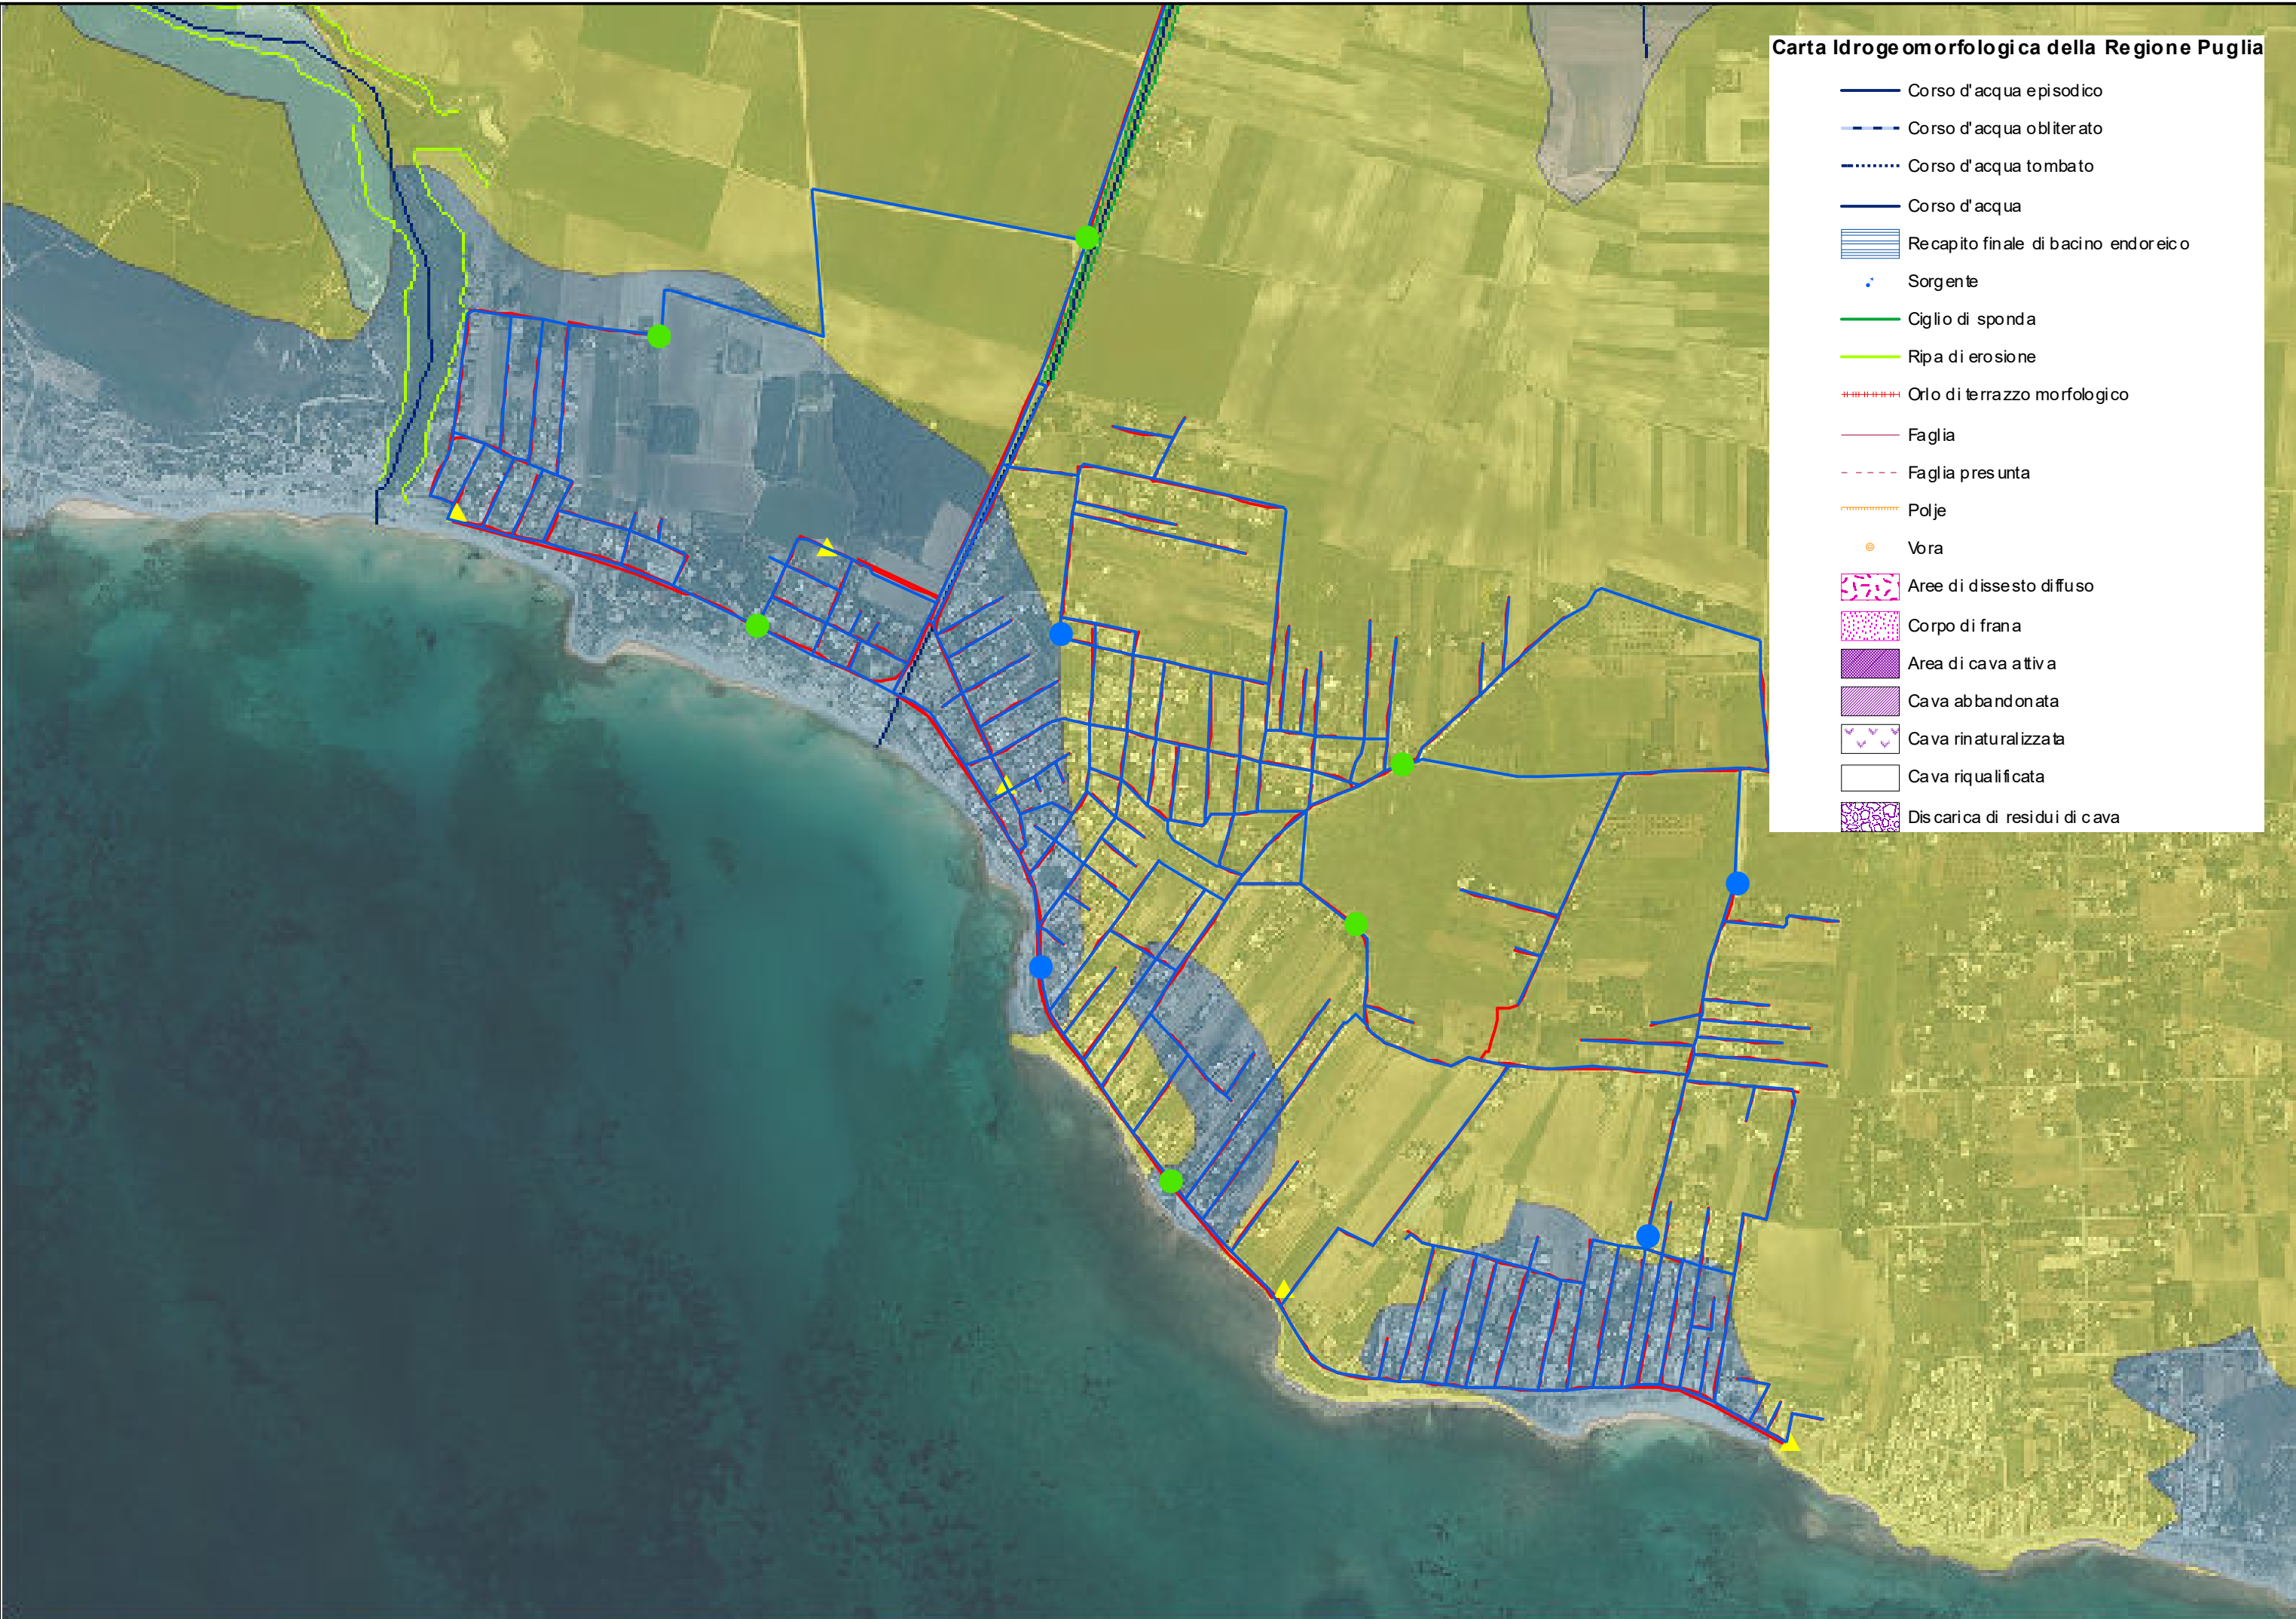 Carta Idrogeomorfologica della Regione Puglia
Corso d'acqua episodico
Corso d'acqua obliterato
Corso d'acqua tombato
Corso d'acqua
Recapito finale di bacino endoreico
Sorgente
Ciglio di sponda
Ripa di erosione
Orlo di terrazzo morfologico
Faglia
Faglia presunta
Polje
Vora
Aree di dissesto diffuso
Corpo di frana
Area di cava attiva
Cava abbandonata
Cava rinaturalizzata
Cava riqualificata
Discarica di residui di cava